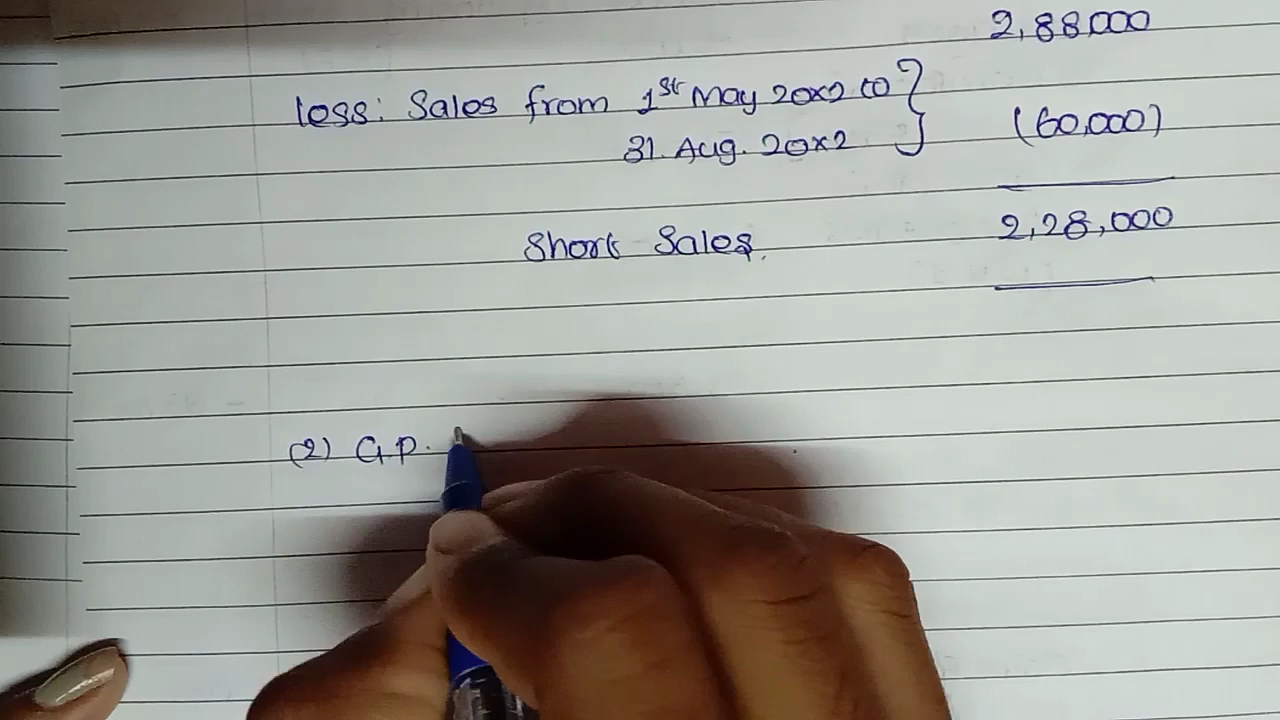 2,88,000
less: Sales from 1st May 20x2 to }
31. Aug. 20x2 (60,000)
Short Sales. 2,28,000
(2) G.P.